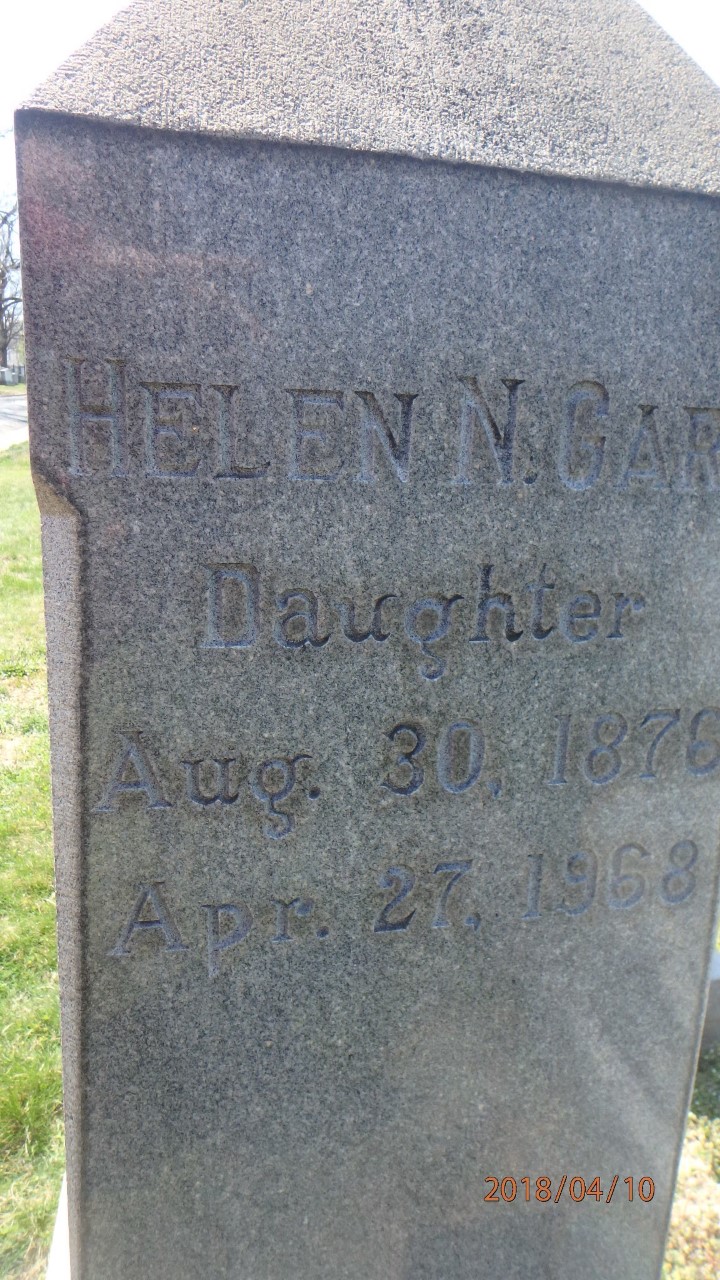 HELEN N. GAR
Daughter
Aug. 30, 1876
Apr. 27, 1968
2018/04/10